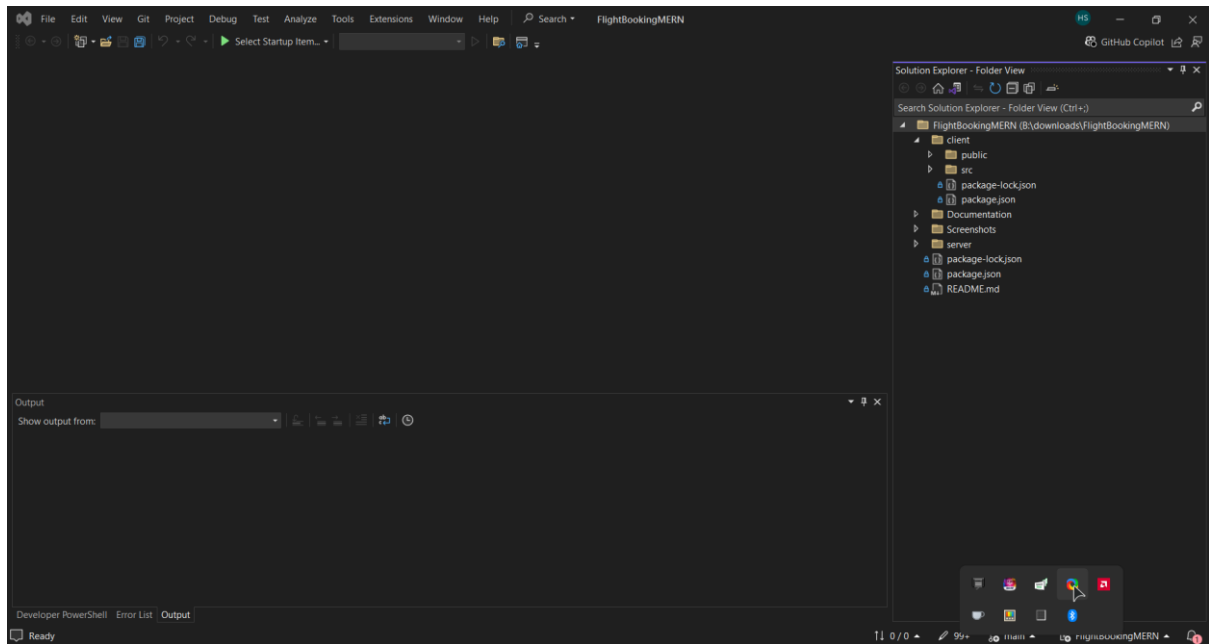 File Edit View Git Project Debug Test Analyze Tools Extensions Window Help Search FlightBookingMERN HS
Select Startup Item... GitHub Copilot
Solution Explorer - Folder View
Search Solution Explorer - Folder View (Ctrl+;)
FlightBookingMERN (B:\downloads\FlightBookingMERN)
client
public
src
package-lock.json
package.json
Documentation
Screenshots
server
package-lock.json
package.json
README.md
Output
Show output from:
Developer PowerShell Error List Output
Ready 0 / 0 99+ main FlightBookingMERN 1